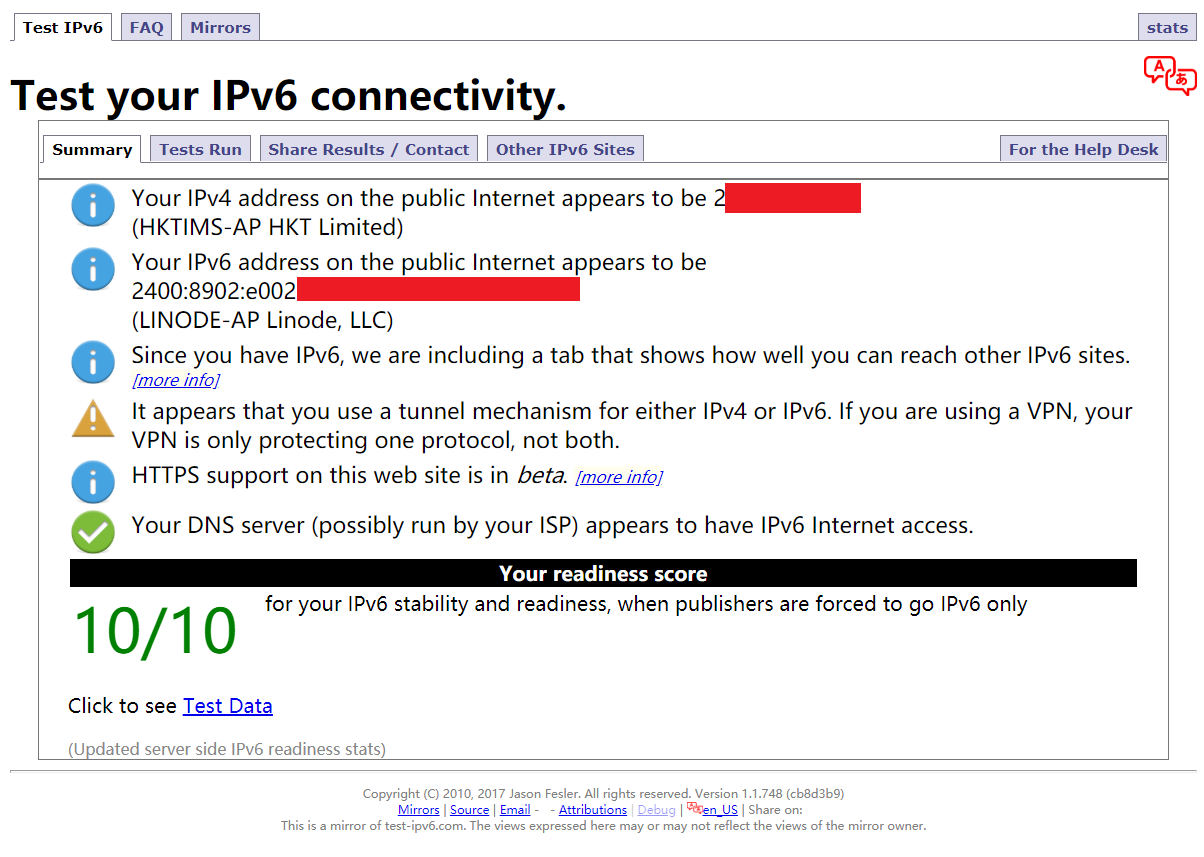 Test IPv6 FAQ Mirrors stats
Test your IPv6 connectivity.
Summary Tests Run Share Results / Contact Other IPv6 Sites For the Help Desk
Your IPv4 address on the public Internet appears to be 2
(HKTIMS-AP HKT Limited)
Your IPv6 address on the public Internet appears to be
2400:8902:e002
(LINODE-AP Linode, LLC)
Since you have IPv6, we are including a tab that shows how well you can reach other IPv6 sites.
[more info]
It appears that you use a tunnel mechanism for either IPv4 or IPv6. If you are using a VPN, your
VPN is only protecting one protocol, not both.
HTTPS support on this web site is in beta. [more info]
Your DNS server (possibly run by your ISP) appears to have IPv6 Internet access.
Your readiness score
10/10 for your IPv6 stability and readiness, when publishers are forced to go IPv6 only
Click to see Test Data
(Updated server side IPv6 readiness stats)
Copyright (C) 2010, 2017 Jason Fesler. All rights reserved. Version 1.1.748 (cb8d3b9)
Mirrors | Source | Email - - Attributions | Debug | en_US | Share on:
This is a mirror of test-ipv6.com. The views expressed here may or may not reflect the views of the mirror owner.